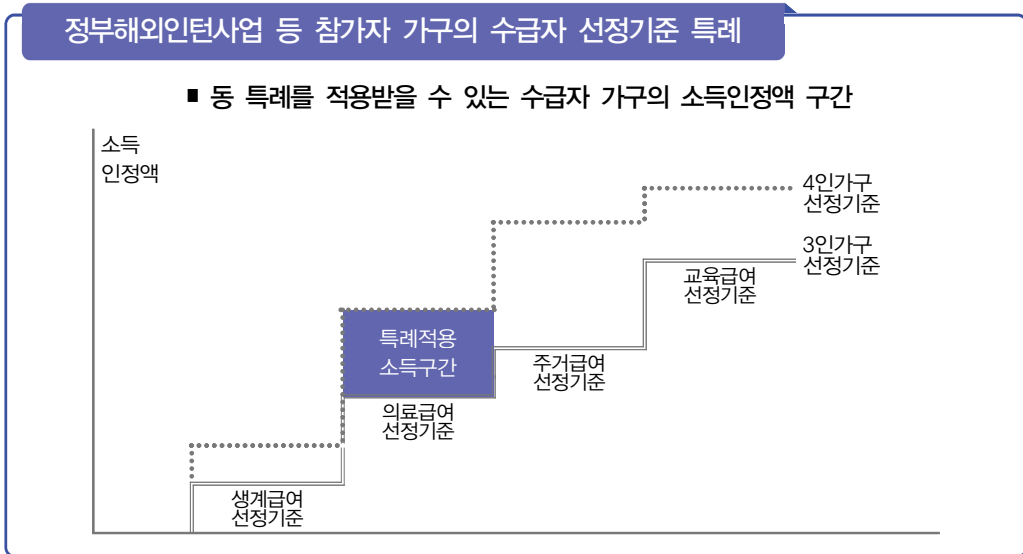 정부해외인턴사업 등 참가자 가구의 수급자 선정기준 특례
■ 동 특례를 적용받을 수 있는 수급자 가구의 소득인정액 구간
소득
인정액
4인가구
선정기준
3인가구
선정기준
교육급여
선정기준
특례적용
소득구간
주거급여
선정기준
의료급여
선정기준
생계급여
선정기준